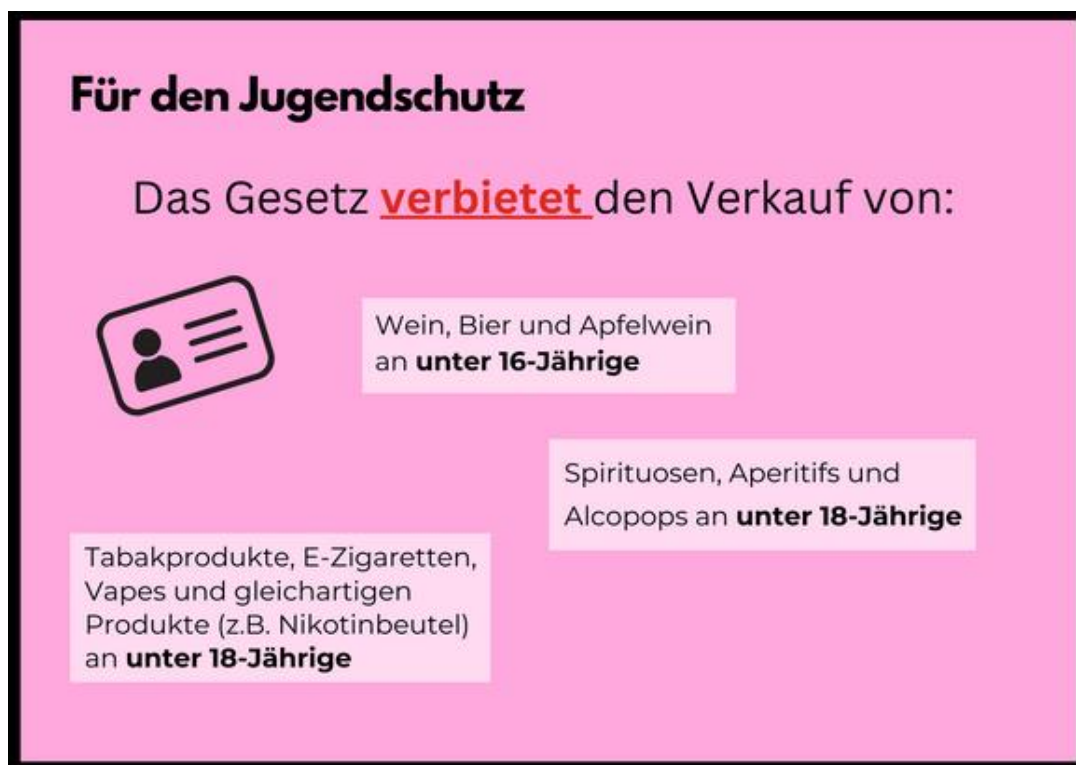 Für den Jugendschutz
Das Gesetz verbietet den Verkauf von:
Wein, Bier und Apfelwein
an unter 16-Jährige
Spirituosen, Aperitifs und
Alcopops an unter 18-Jährige
Tabakprodukte, E-Zigaretten,
Vapes und gleichartigen
Produkte (z.B. Nikotinbeutel)
an unter 18-Jährige